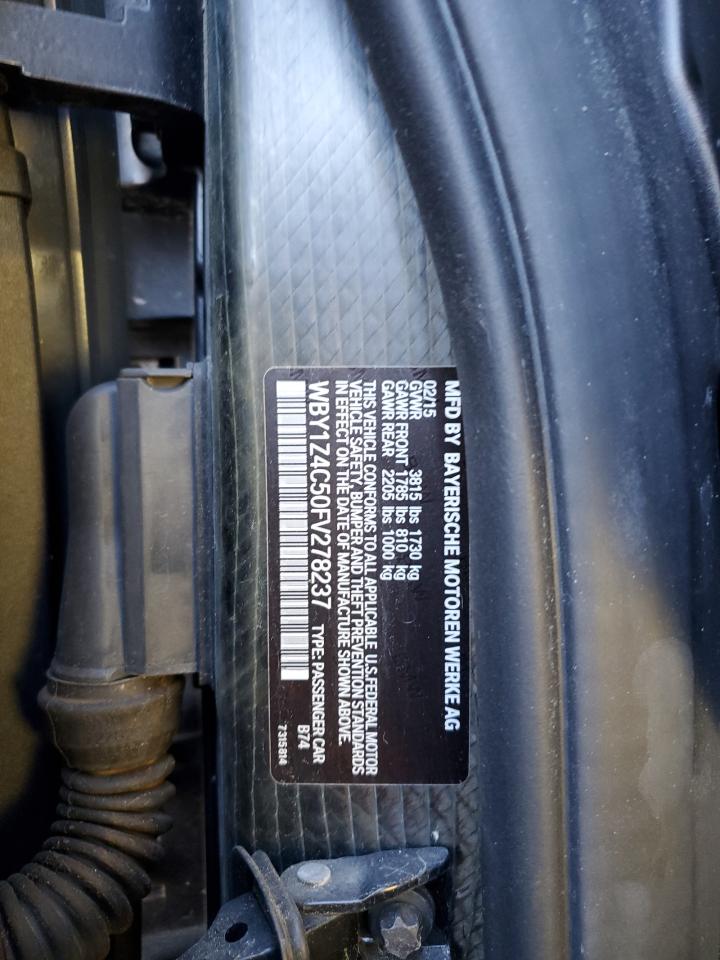 MFD BY BAYERISCHE MOTOREN WERKE AG
02/15
GVWR 3815 lbs 1730 kg
GAWR FRONT 1785 lbs 810 kg
GAWR REAR 2205 lbs 1000 kg
THIS VEHICLE CONFORMS TO ALL APPLICABLE U.S.FEDERAL MOTOR
VEHICLE SAFETY, BUMPER AND THEFT PREVENTION STANDARDS
IN EFFECT ON THE DATE OF MANUFACTURE SHOWN ABOVE.
WBY1Z4C50FV278237 TYPE: PASSENGER CAR
B74
7315814